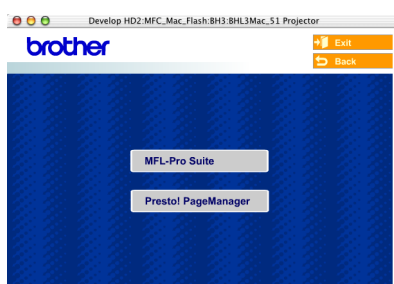 Develop HD2:MFC_Mac_Flash:BH3:BHL3Mac_51 Projector
brother
Exit
Back
MFL-Pro Suite
Presto! PageManager